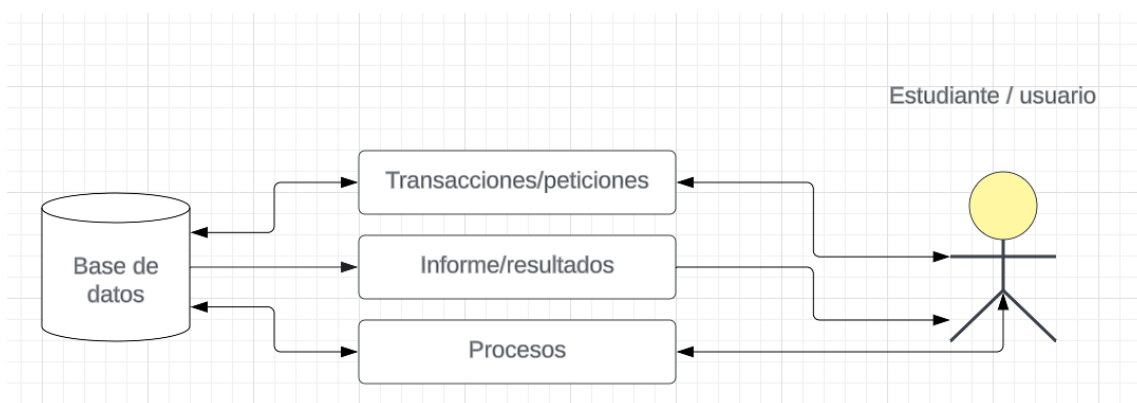 Estudiante / usuario
Transacciones/peticiones
Base de
datos
Informe/resultados
Procesos